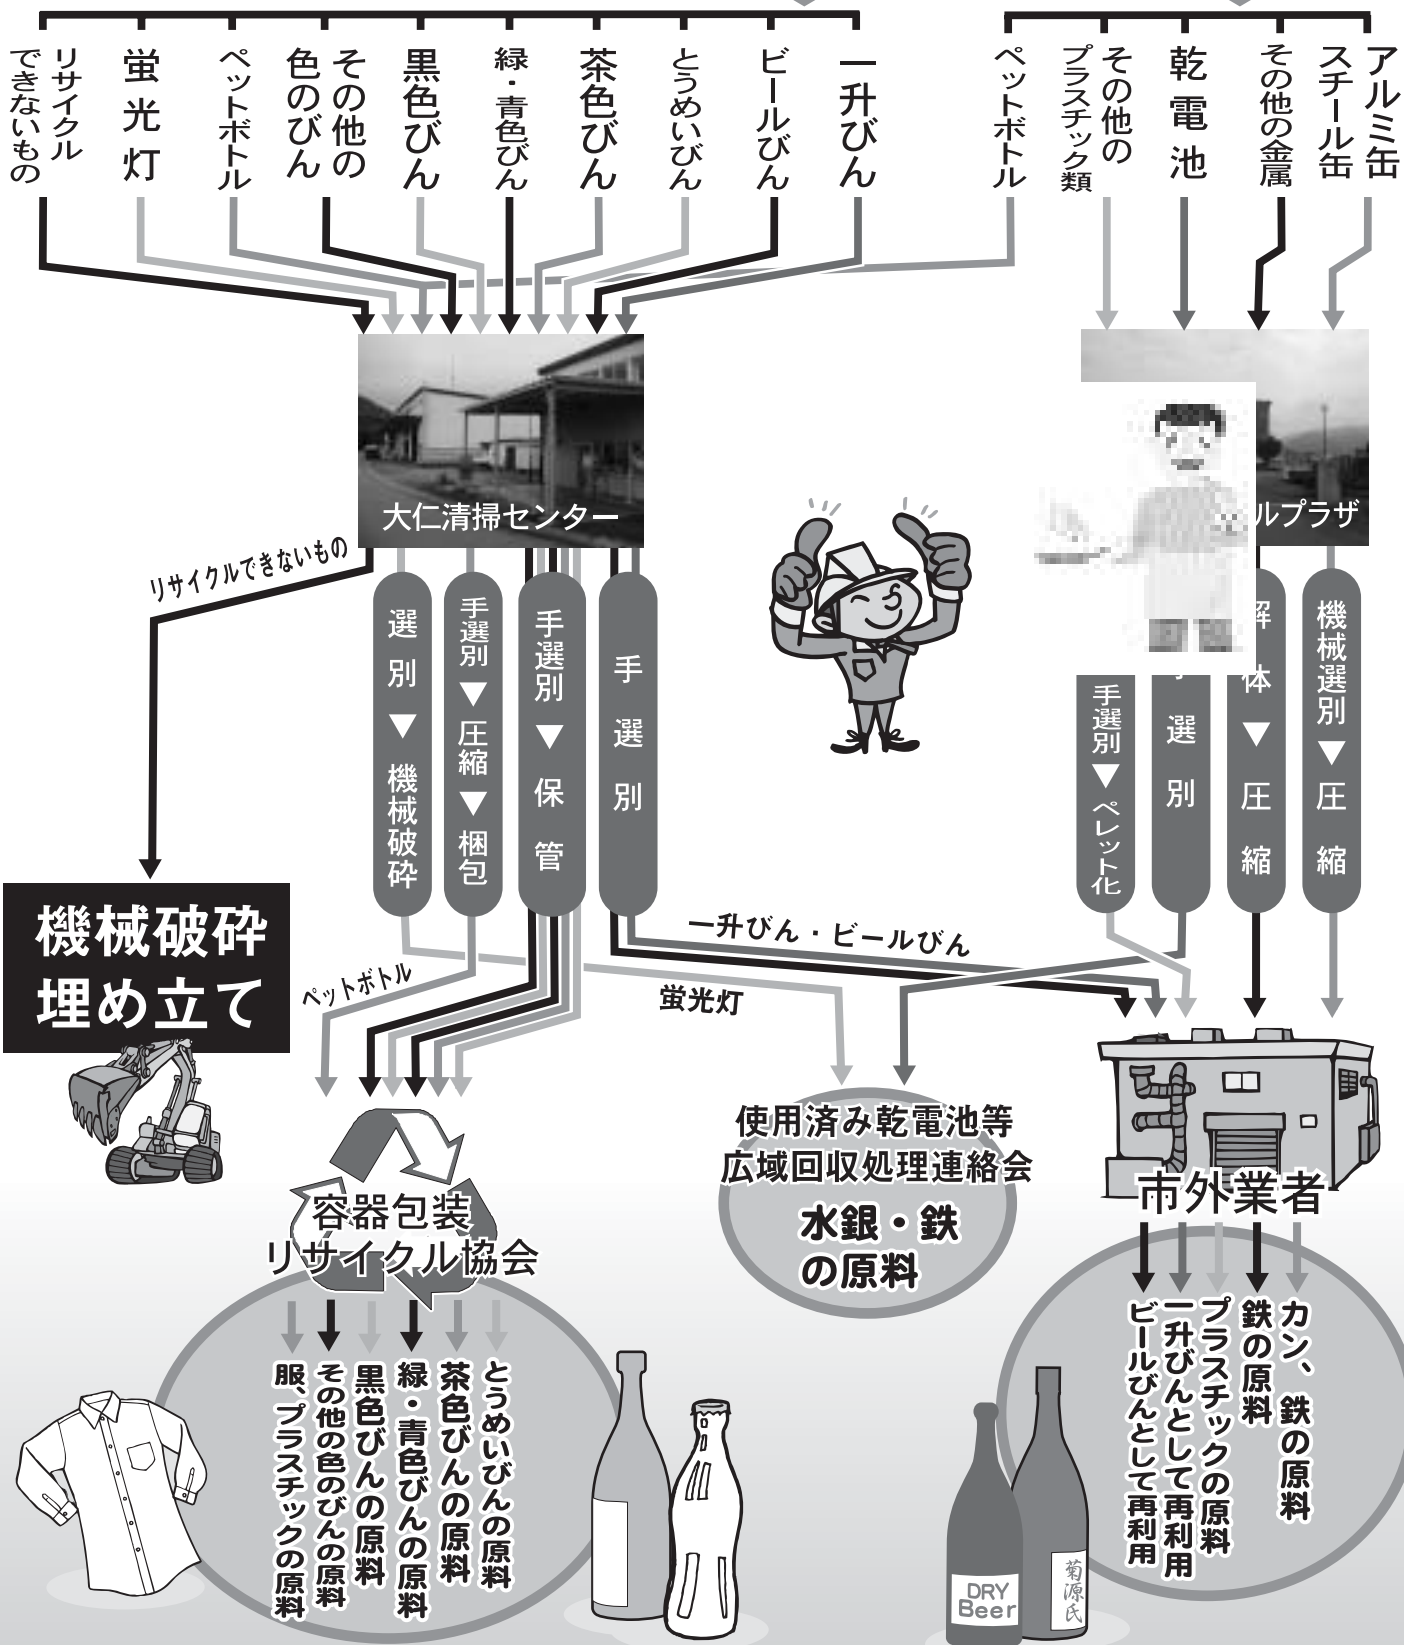 アルミ缶
スチール缶
その他の金属
乾電池
その他の
プラスチック類
ペットボトル
一升びん
ビールびん
とうめいびん
茶色びん
緑・青色びん
黒色びん
その他の
色のびん
ペットボトル
蛍光灯
リサイクル
できないもの
大仁清掃センター
ルプラザ
リサイクルできないもの
機械選別▼圧縮
解体▼圧縮
選別
手選別▼ペレット化
手選別
手選別▼保管
手選別▼圧縮▼梱包
選別▼機械破砕
機械破砕
埋め立て
一升びん・ビールびん
ペットボトル
蛍光灯
使用済み乾電池等
広域回収処理連絡会
水銀・鉄
の原料
市外業者
容器包装
リサイクル協会
カン、鉄の原料
鉄の原料
プラスチックの原料
一升びんとして再利用
ビールびんとして再利用
とうめいびんの原料
茶色びんの原料
緑・青色びんの原料
黒色びんの原料
その他の色のびんの原料
服、プラスチックの原料
DRY
Beer
菊源氏